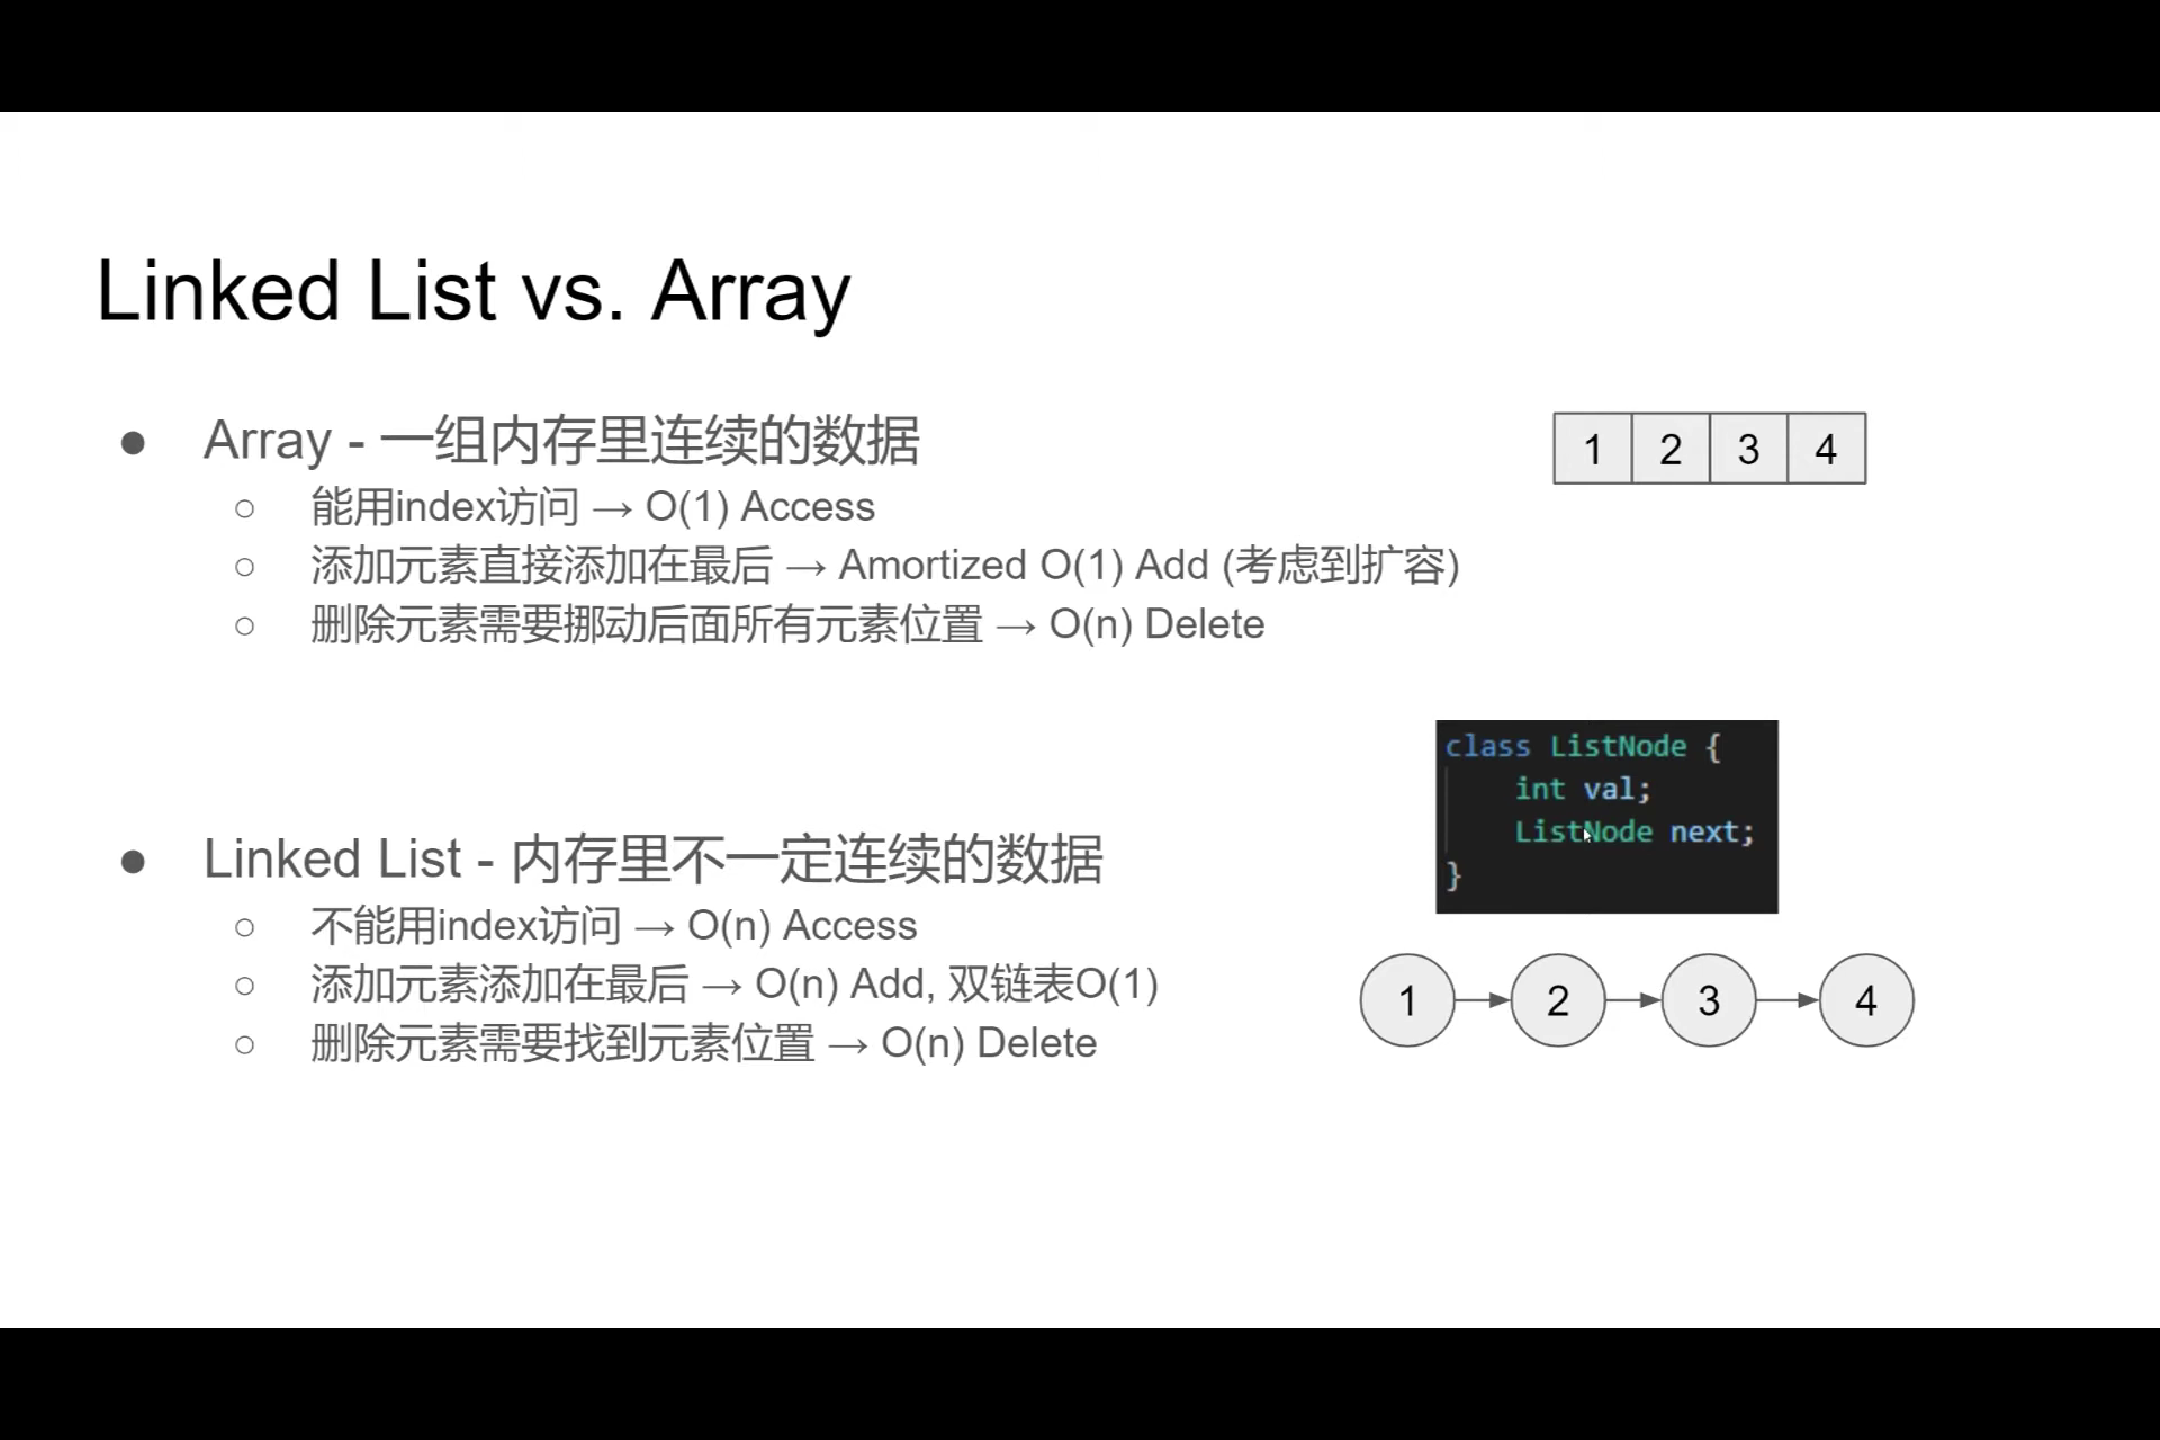 Linked List vs. Array
● Array - 一组内存里连续的数据
○ 能用index访问 → O(1) Access
○ 添加元素直接添加在最后 → Amortized O(1) Add (考虑到扩容)
○ 删除元素需要挪动后面所有元素位置 → O(n) Delete
1 2 3 4
● Linked List - 内存里不一定连续的数据
○ 不能用index访问 → O(n) Access
○ 添加元素添加在最后 → O(n) Add, 双链表O(1)
○ 删除元素需要找到元素位置 → O(n) Delete
class ListNode {
int val;
ListNode next;
}
1 2 3 4